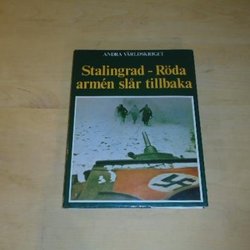 ANDRA VÄRLDSKRIGET
Stalingrad - Röda
armén slår tillbaka